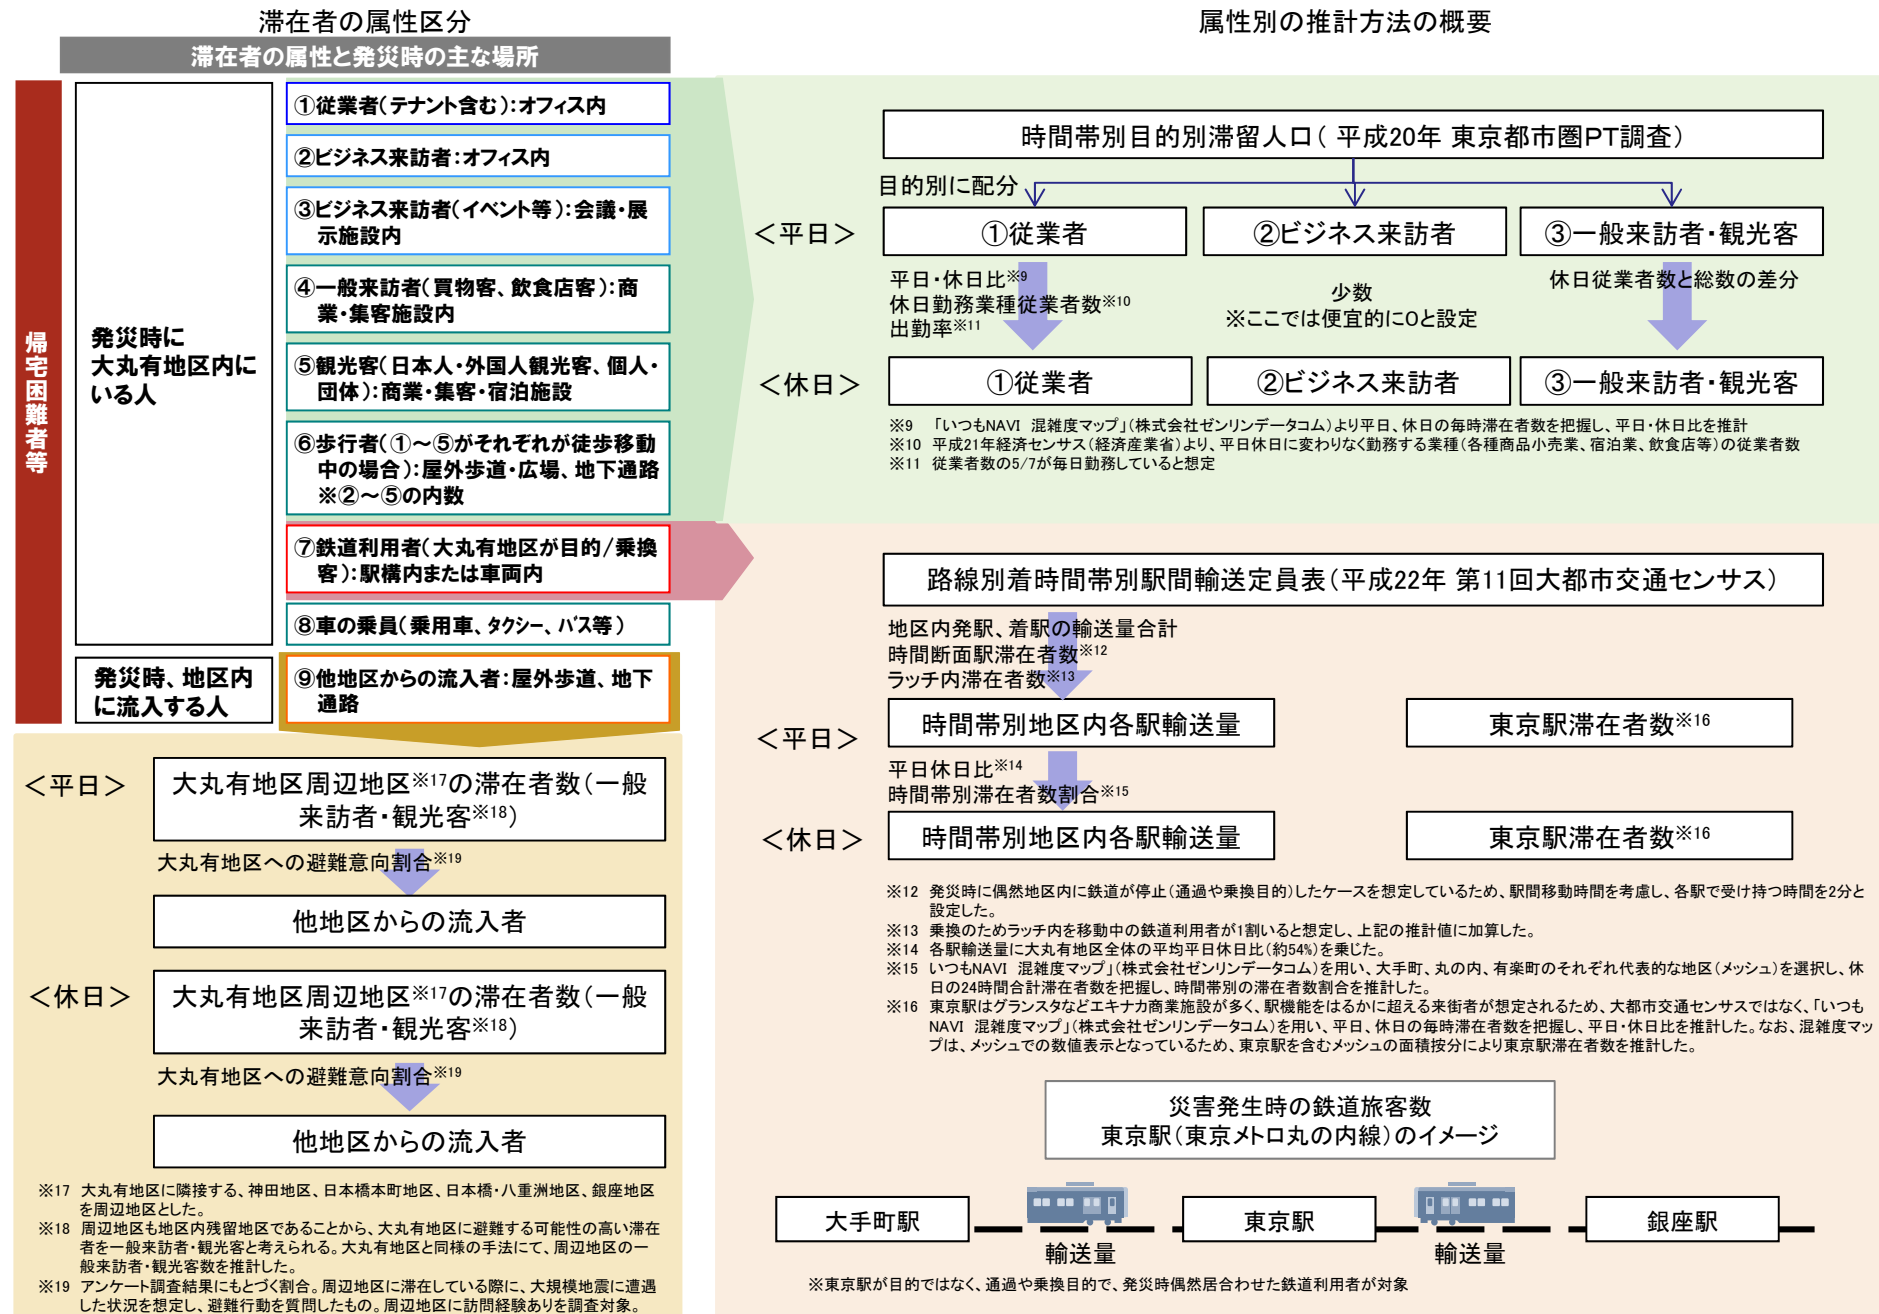 滞在者の属性区分
滞在者の属性と発災時の主な場所
帰宅困難者等
発災時に
大丸有地区内に
いる人
①従業者(テナント含む):オフィス内
②ビジネス来訪者:オフィス内
③ビジネス来訪者(イベント等):会議・展
示施設内
④一般来訪者(買物客、飲食店客):商
業・集客施設内
⑤観光客(日本人・外国人観光客、個人・
団体):商業・集客・宿泊施設
⑥歩行者(①~⑤がそれぞれが徒歩移動
中の場合):屋外歩道・広場、地下通路
※②~⑤の内数
⑦鉄道利用者(大丸有地区が目的/乗換
客):駅構内または車両内
⑧車の乗員(乗用車、タクシー、バス等)
発災時、地区内
に流入する人
⑨他地区からの流入者:屋外歩道、地下
通路
<平日>
大丸有地区周辺地区※17の滞在者数(一般
来訪者・観光客※18)
大丸有地区への避難意向割合※19
他地区からの流入者
<休日>
大丸有地区周辺地区※17の滞在者数(一般
来訪者・観光客※18)
大丸有地区への避難意向割合※19
他地区からの流入者
※17 大丸有地区に隣接する、神田地区、日本橋本町地区、日本橋・八重洲地区、銀座地区
を周辺地区とした。
※18 周辺地区も地区内残留地区であることから、大丸有地区に避難する可能性の高い滞在
者を一般来訪者・観光客と考えられる。大丸有地区と同様の手法にて、周辺地区の一
般来訪者・観光客数を推計した。
※19 アンケート調査結果にもとづく割合。周辺地区に滞在している際に、大規模地震に遭遇
した状況を想定し、避難行動を質問したもの。周辺地区に訪問経験ありを調査対象。
属性別の推計方法の概要
時間帯別目的別滞留人口( 平成20年 東京都市圏PT調査)
目的別に配分
<平日>
①従業者
②ビジネス来訪者
③一般来訪者・観光客
平日・休日比※9
休日勤務業種従業者数※10
出勤率※11
少数
※ここでは便宜的に0と設定
休日従業者数と総数の差分
<休日>
①従業者
②ビジネス来訪者
③一般来訪者・観光客
※9 「いつもNAVI 混雑度マップ」(株式会社ゼンリンデータコム)より平日、休日の毎時滞在者数を把握し、平日・休日比を推計
※10 平成21年経済センサス(経済産業省)より、平日休日に変わりなく勤務する業種(各種商品小売業、宿泊業、飲食店等)の従業者数
※11 従業者数の5/7が毎日勤務していると想定
路線別着時間帯別駅間輸送定員表(平成22年 第11回大都市交通センサス)
地区内発駅、着駅の輸送量合計
時間断面駅滞在者数※12
ラッチ内滞在者数※13
<平日>
時間帯別地区内各駅輸送量
東京駅滞在者数※16
平日休日比※14
時間帯別滞在者数割合※15
<休日>
時間帯別地区内各駅輸送量
東京駅滞在者数※16
※12 発災時に偶然地区内に鉄道が停止(通過や乗換目的)したケースを想定しているため、駅間移動時間を考慮し、各駅で受け持つ時間を2分と
設定した。
※13 乗換のためラッチ内を移動中の鉄道利用者が1割いると想定し、上記の推計値に加算した。
※14 各駅輸送量に大丸有地区全体の平均平日休日比(約54%)を乗じた。
※15 いつもNAVI 混雑度マップ」(株式会社ゼンリンデータコム)を用い、大手町、丸の内、有楽町のそれぞれ代表的な地区(メッシュ)を選択し、休
日の24時間合計滞在者数を把握し、時間帯別の滞在者数割合を推計した。
※16 東京駅はグランスタなどエキナカ商業施設が多く、駅機能をはるかに超える来街者が想定されるため、大都市交通センサスではなく、「いつも
NAVI 混雑度マップ」(株式会社ゼンリンデータコム)を用い、平日、休日の毎時滞在者数を把握し、平日・休日比を推計した。なお、混雑度マッ
プは、メッシュでの数値表示となっているため、東京駅を含むメッシュの面積按分により東京駅滞在者数を推計した。
災害発生時の鉄道旅客数
東京駅(東京メトロ丸の内線)のイメージ
大手町駅
輸送量
東京駅
輸送量
銀座駅
※東京駅が目的ではなく、通過や乗換目的で、発災時偶然居合わせた鉄道利用者が対象